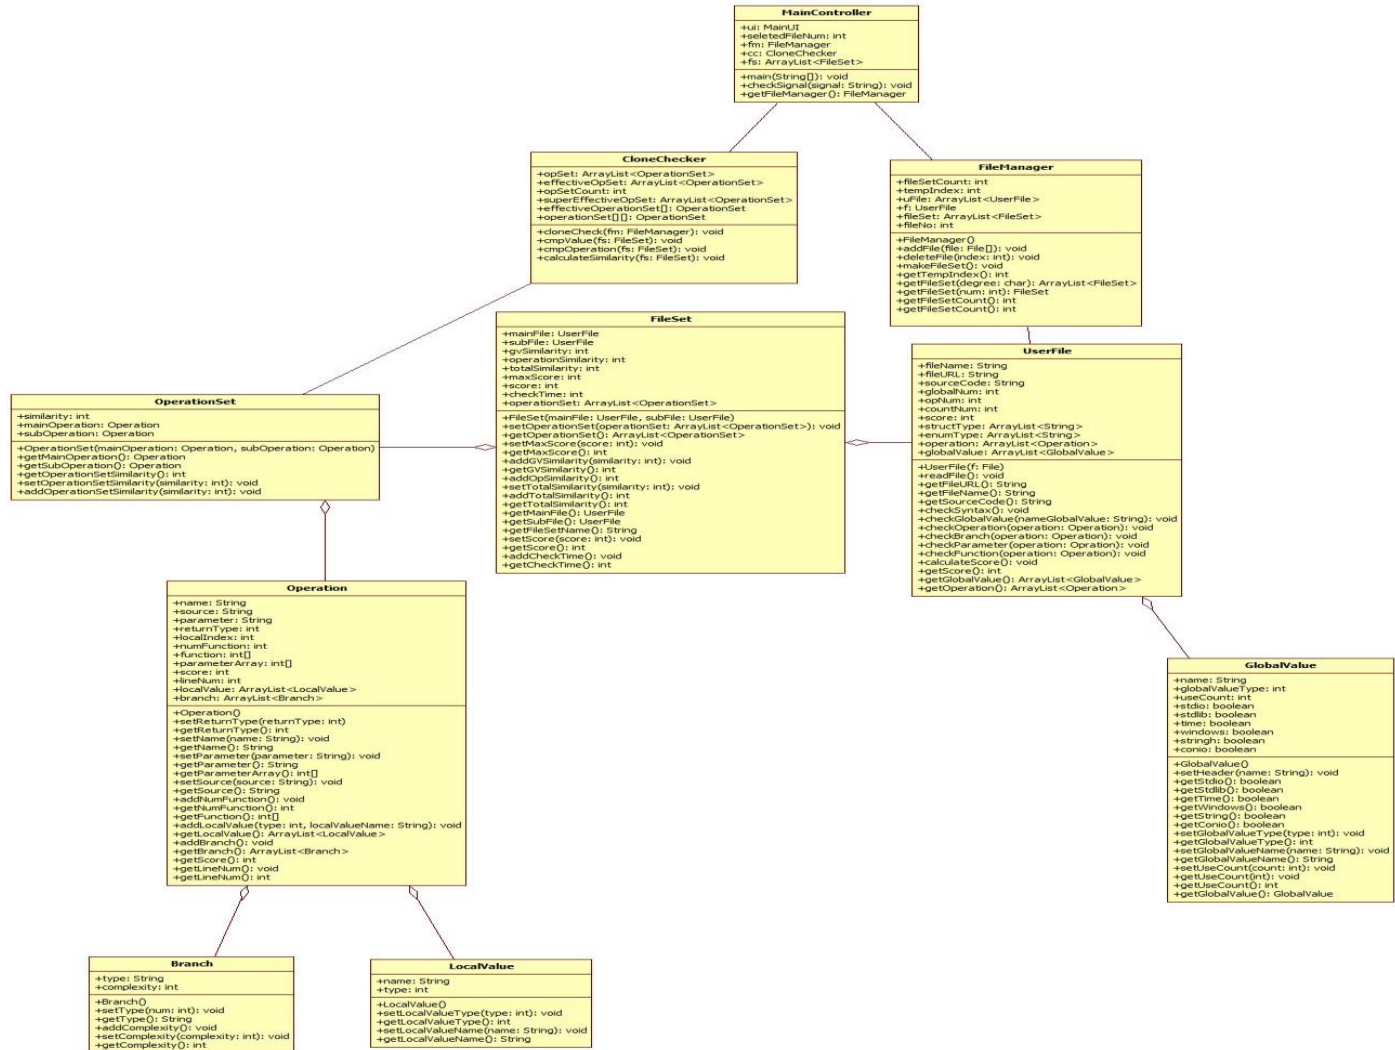 MainController
+ui: MainUI
+seletedFileNum: int
+fm: FileManager
+cc: CloneChecker
+fs: ArrayList<FileSet>
+main(String[]): void
+checkSignal(signal: String): void
+getFileManager(): FileManager
CloneChecker
+opSet: ArrayList<OperationSet>
+effectiveOpSet: ArrayList<OperationSet>
+opSetCount: int
+superEffectiveOpSet: ArrayList<OperationSet>
+effectiveOperationSet[]: OperationSet
+operationSet[][]: OperationSet
+cloneCheck(fm: FileManager): void
+cmpValue(fs: FileSet): void
+cmpOperation(fs: FileSet): void
+calculateSimilarity(fs: FileSet): void
FileManager
+fileSetCount: int
+tempIndex: int
+uFile: ArrayList<UserFile>
+f: UserFile
+fileSet: ArrayList<FileSet>
+fileNo: int
+FileManager()
+addFile(file: File[]): void
+deleteFile(index: int): void
+makeFileSet(): void
+getTempIndex(): int
+getFileSet(degree: char): ArrayList<FileSet>
+getFileSet(num: int): FileSet
+getFileSetCount(): int
+getFileSetCount(): int
FileSet
+mainFile: UserFile
+subFile: UserFile
+gvSimilarity: int
+operationSimilarity: int
+totalSimilarity: int
+maxScore: int
+score: int
+checkTime: int
+operationSet: ArrayList<OperationSet>
+FileSet(mainFile: UserFile, subFile: UserFile)
+setOperationSet(operationSet: ArrayList<OperationSet>): void
+getOperationSet(): ArrayList<OperationSet>
+setMaxScore(score: int): void
+getMaxScore(): int
+addGVSimilarity(similarity: int): void
+getGVSimilarity(): int
+addOpSimilarity(): int
+setTotalSimilarity(similarity: int): void
+addTotalSimilarity(): int
+getTotalSimilarity(): int
+getMainFile(): UserFile
+getSubFile(): UserFile
+getFileSetName(): String
+setScore(score: int): void
+getScore(): int
+addCheckTime(): void
+getCheckTime(): int
UserFile
+fileName: String
+fileURL: String
+sourceCode: String
+globalNum: int
+opNum: int
+countNum: int
+score: int
+structType: ArrayList<String>
+enumType: ArrayList<String>
+operation: ArrayList<Operation>
+globalValue: ArrayList<GlobalValue>
+UserFile(f: File)
+readFile(): void
+getFileURL(): String
+getFileName(): String
+getSourceCode(): String
+checkSyntax(): void
+checkGlobalValue(nameGlobalValue: String): void
+checkOperation(operation: Operation): void
+checkBranch(operation: Operation): void
+checkParameter(operation: Opration): void
+checkFunction(operation: Operation): void
+calculateScore(): void
+getScore(): int
+getGlobalValue(): ArrayList<GlobalValue>
+getOperation(): ArrayList<Operation>
OperationSet
+similarity: int
+mainOperation: Operation
+subOperation: Operation
+OperationSet(mainOperation: Operation, subOperation: Operation)
+getMainOperation(): Operation
+getSubOperation(): Operation
+getOperationSetSimilarity(): int
+setOperationSetSimilarity(similarity: int): void
+addOperationSetSimilarity(similarity: int): void
Operation
+name: String
+source: String
+parameter: String
+returnType: int
+localIndex: int
+numFunction: int
+function: int[]
+parameterArray: int[]
+score: int
+lineNum: int
+localValue: ArrayList<LocalValue>
+branch: ArrayList<Branch>
+Operation()
+setReturnType(returnType: int)
+getReturnType(): int
+setName(name: String): void
+getName(): String
+setParameter(parameter: String): void
+getParameter(): String
+getParameterArray(): int[]
+setSource(source: String): void
+getSource(): String
+addNumFunction(): void
+getNumFunction(): int
+getFunction(): int[]
+addLocalValue(type: int, localValueName: String): void
+getLocalValue(): ArrayList<LocalValue>
+addBranch(): void
+getBranch(): ArrayList<Branch>
+getScore(): int
+getLineNum(): void
+getLineNum(): int
GlobalValue
+name: String
+globalValueType: int
+useCount: int
+stdio: boolean
+stdlib: boolean
+time: boolean
+windows: boolean
+stringh: boolean
+conio: boolean
+GlobalValue()
+setHeader(name: String): void
+getStdio(): boolean
+getStdlib(): boolean
+getTime(): boolean
+getWindows(): boolean
+getString(): boolean
+getConio(): boolean
+setGlobalValueType(type: int): void
+getGlobalValueType(): int
+setGlobalValueName(name: String): void
+getGlobalValueName(): String
+setUseCount(count: int): void
+getUseCount(int): void
+getUseCount(): int
+getGlobalValue(): GlobalValue
Branch
+type: String
+complexity: int
+Branch()
+setType(num: int): void
+getType(): String
+addComplexity(): void
+setComplexity(complexity: int): void
+getComplexity(): int
LocalValue
+name: String
+type: int
+LocalValue()
+setLocalValueType(type: int): void
+getLocalValueType(): int
+setLocalValueName(name: String): void
+getLocalValueName(): String